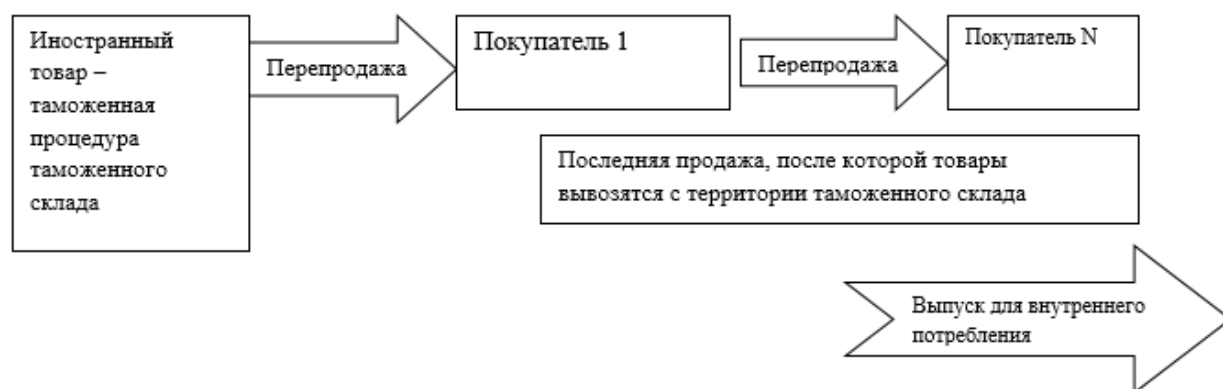 Иностранный
товар –
таможенная
процедура
таможенного
склада
Перепродажа
Покупатель 1
Перепродажа
Покупатель N
Последняя продажа, после которой товары
вывозятся с территории таможенного склада
Выпуск для внутреннего
потребления